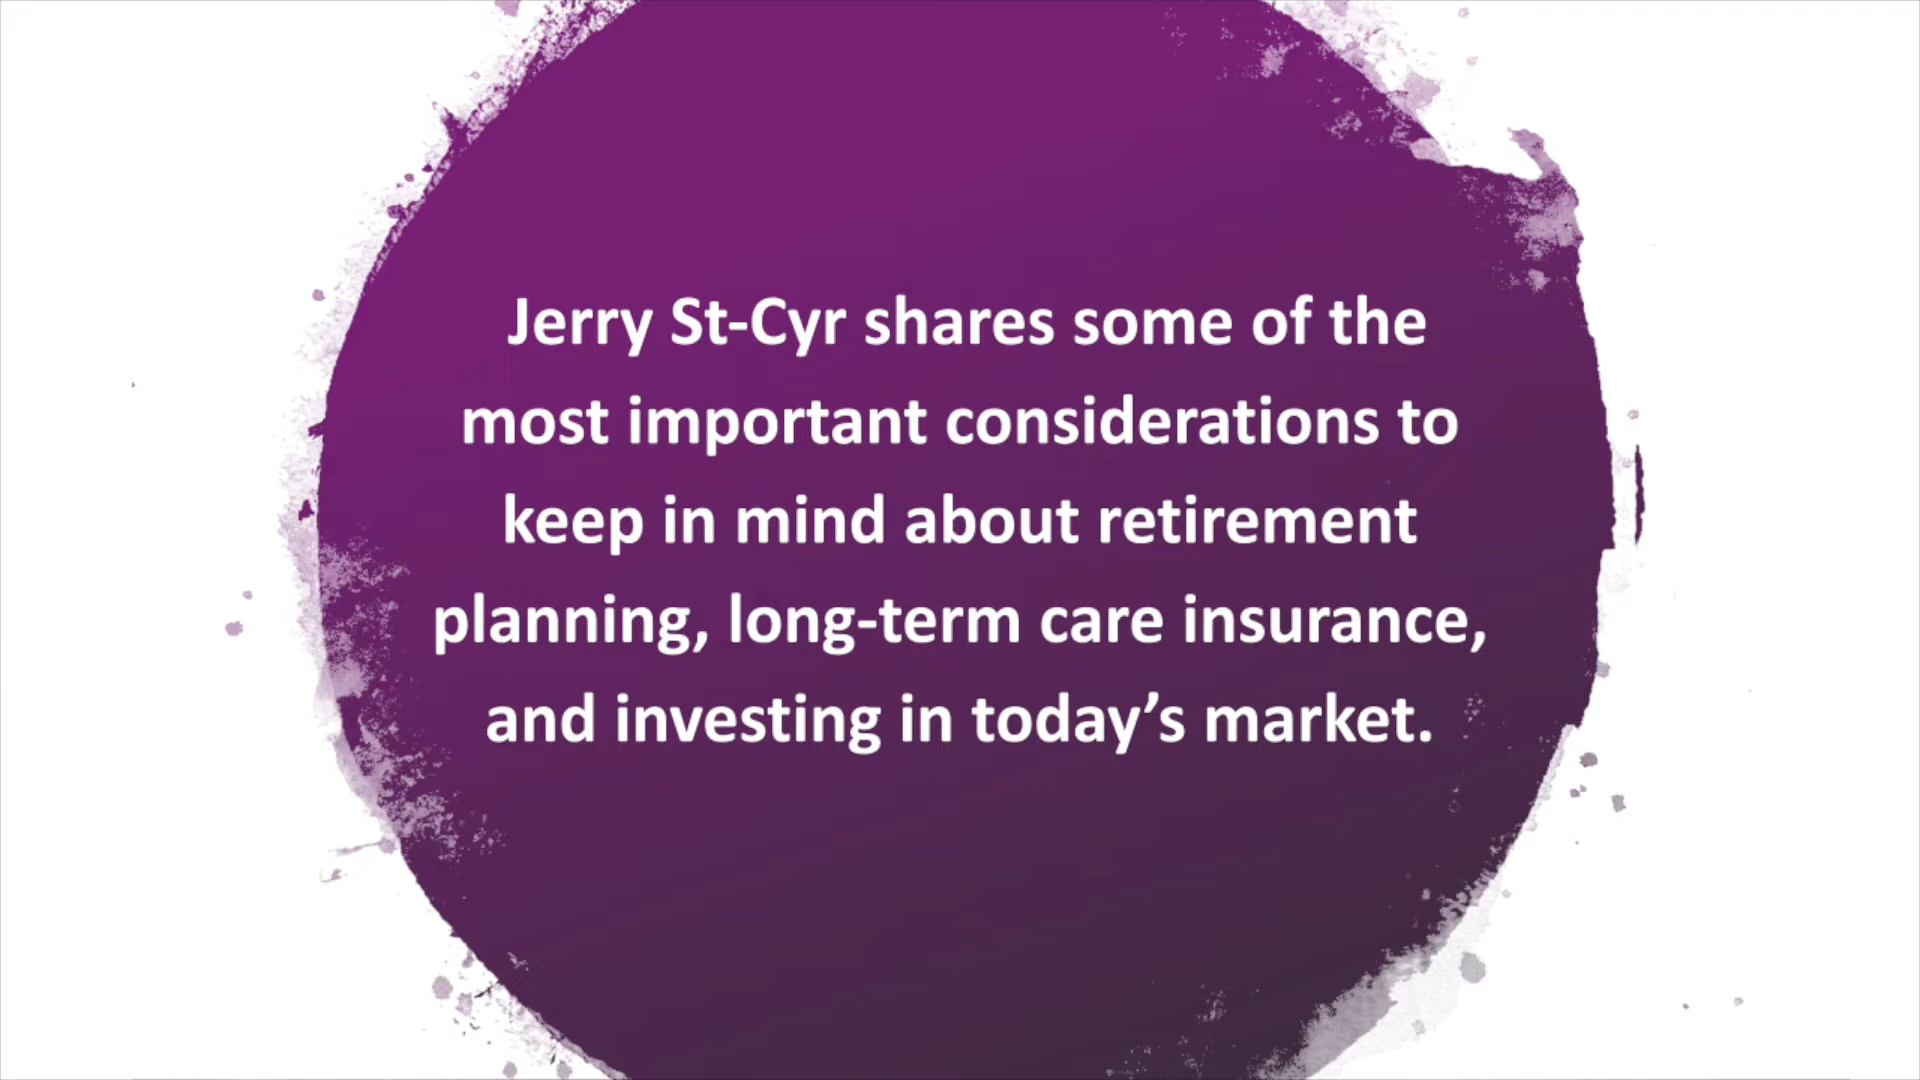 Jerry St-Cyr shares some of the
most important considerations to
keep in mind about retirement
planning, long-term care insurance,
and investing in today’s market.